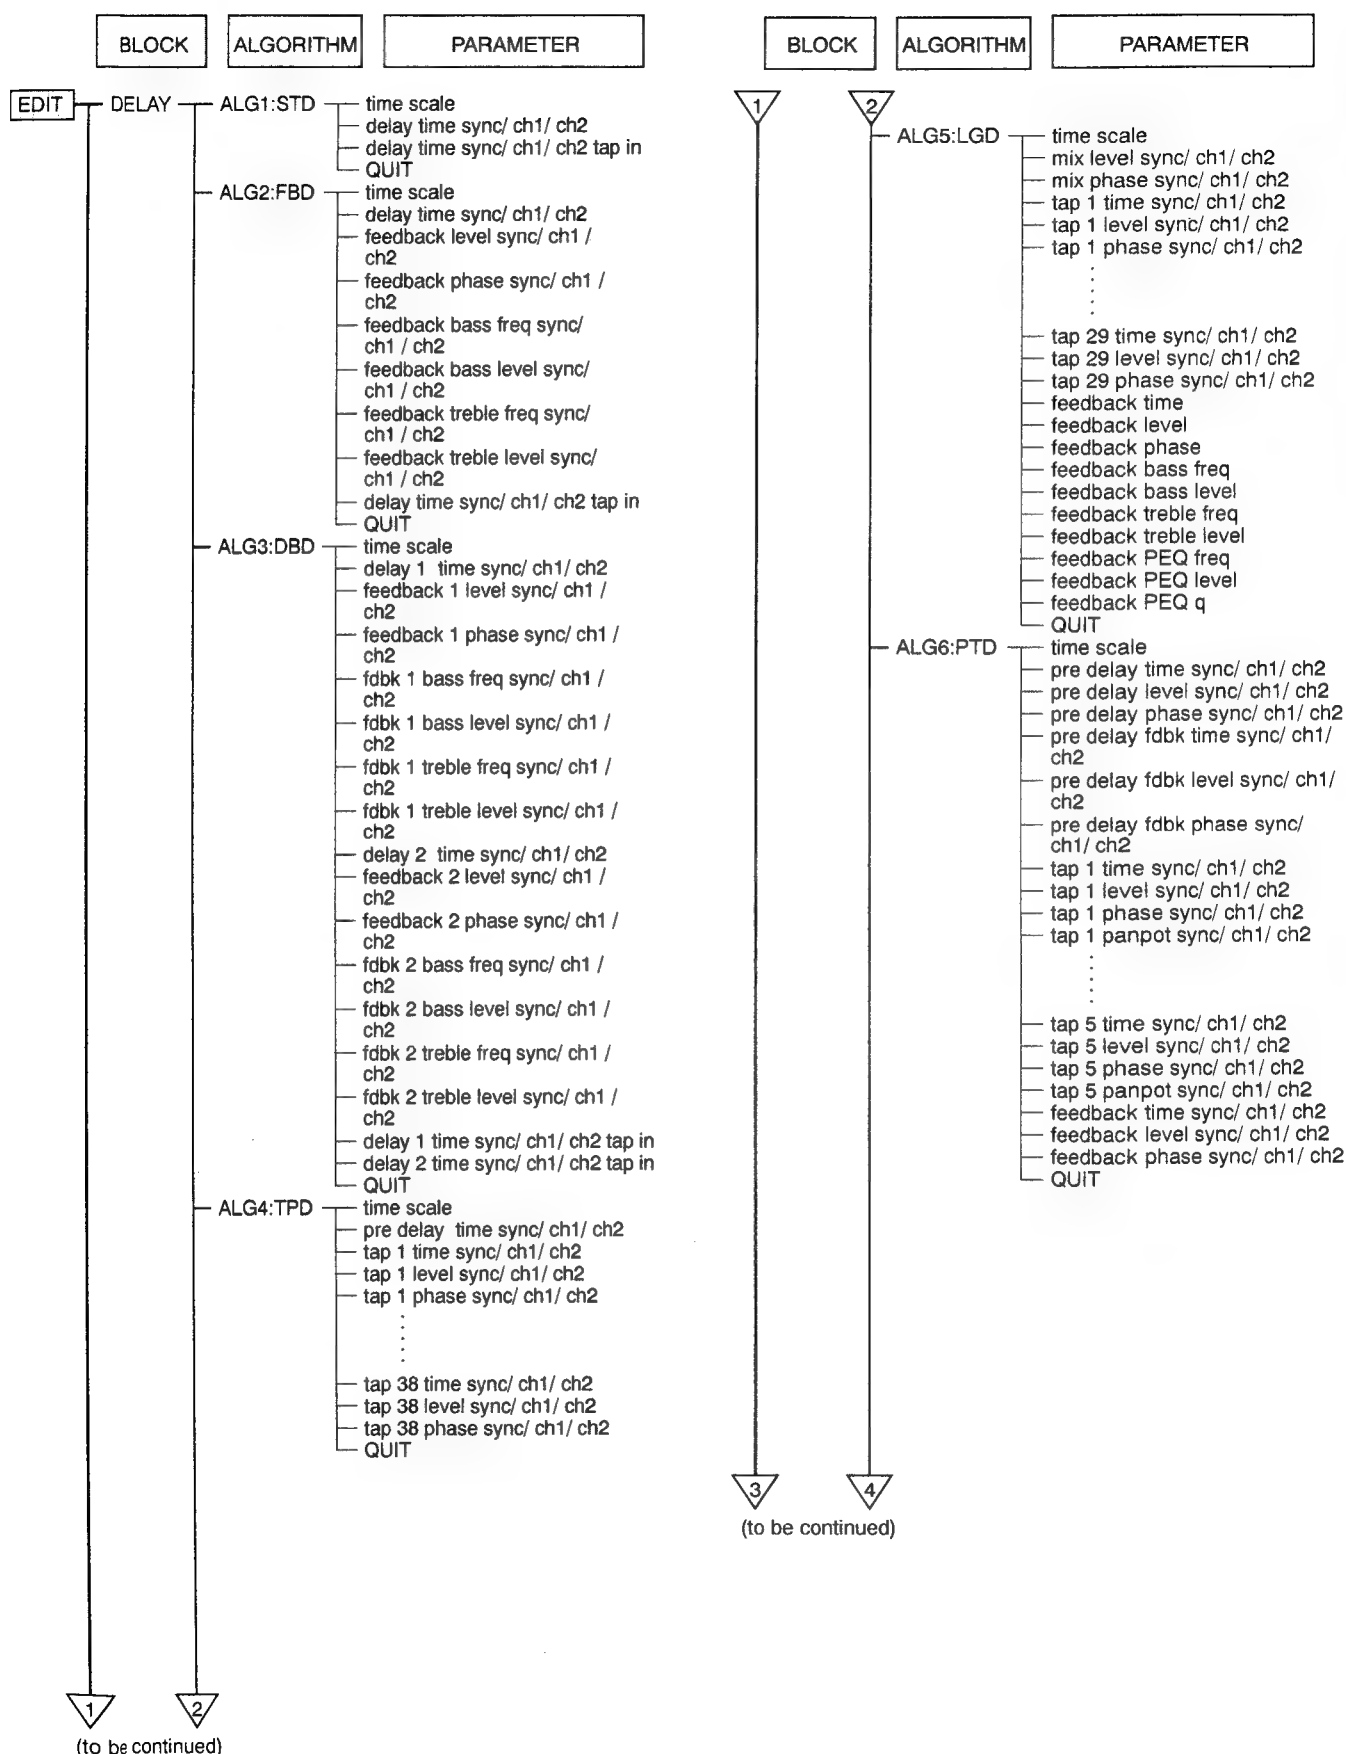 BLOCK ALGORITHM PARAMETER
EDIT DELAY ALG1:STD time scale
delay time sync/ ch1/ ch2
delay time sync/ ch1/ ch2 tap in
QUIT
ALG2:FBD time scale
delay time sync/ ch1/ ch2
feedback level sync/ ch1 /
ch2
feedback phase sync/ ch1 /
ch2
feedback bass freq sync/
ch1 / ch2
feedback bass level sync/
ch1 / ch2
feedback treble freq sync/
ch1 / ch2
feedback treble level sync/
ch1 / ch2
delay time sync/ ch1/ ch2 tap in
QUIT
ALG3:DBD time scale
delay 1 time sync/ ch1/ ch2
feedback 1 level sync/ ch1 /
ch2
feedback 1 phase sync/ ch1 /
ch2
fdbk 1 bass freq sync/ ch1 /
ch2
fdbk 1 bass level sync/ ch1 /
ch2
fdbk 1 treble freq sync/ ch1 /
ch2
fdbk 1 treble level sync/ ch1 /
ch2
delay 2 time sync/ ch1/ ch2
feedback 2 level sync/ ch1 /
ch2
feedback 2 phase sync/ ch1 /
ch2
fdbk 2 bass freq sync/ ch1 /
ch2
fdbk 2 bass level sync/ ch1 /
ch2
fdbk 2 treble freq sync/ ch1 /
ch2
fdbk 2 treble level sync/ ch1 /
ch2
delay 1 time sync/ ch1/ ch2 tap in
delay 2 time sync/ ch1/ ch2 tap in
QUIT
ALG4:TPD time scale
pre delay time sync/ ch1/ ch2
tap 1 time sync/ ch1/ ch2
tap 1 level sync/ ch1/ ch2
tap 1 phase sync/ ch1/ ch2
tap 38 time sync/ ch1/ ch2
tap 38 level sync/ ch1/ ch2
tap 38 phase sync/ ch1/ ch2
QUIT
1 2
(to be continued)
BLOCK ALGORITHM PARAMETER
1 2
ALG5:LGD time scale
mix level sync/ ch1/ ch2
mix phase sync/ ch1/ ch2
tap 1 time sync/ ch1/ ch2
tap 1 level sync/ ch1/ ch2
tap 1 phase sync/ ch1/ ch2
tap 29 time sync/ ch1/ ch2
tap 29 level sync/ ch1/ ch2
tap 29 phase sync/ ch1/ ch2
feedback time
feedback level
feedback phase
feedback bass freq
feedback bass level
feedback treble freq
feedback treble level
feedback PEQ freq
feedback PEQ level
feedback PEQ q
QUIT
ALG6:PTD time scale
pre delay time sync/ ch1/ ch2
pre delay level sync/ ch1/ ch2
pre delay phase sync/ ch1/ ch2
pre delay fdbk time sync/ ch1/
ch2
pre delay fdbk level sync/ ch1/
ch2
pre delay fdbk phase sync/
ch1/ ch2
tap 1 time sync/ ch1/ ch2
tap 1 level sync/ ch1/ ch2
tap 1 phase sync/ ch1/ ch2
tap 1 panpot sync/ ch1/ ch2
tap 5 time sync/ ch1/ ch2
tap 5 level sync/ ch1/ ch2
tap 5 phase sync/ ch1/ ch2
tap 5 panpot sync/ ch1/ ch2
feedback time sync/ ch1/ ch2
feedback level sync/ ch1/ ch2
feedback phase sync/ ch1/ ch2
QUIT
3 4
(to be continued)